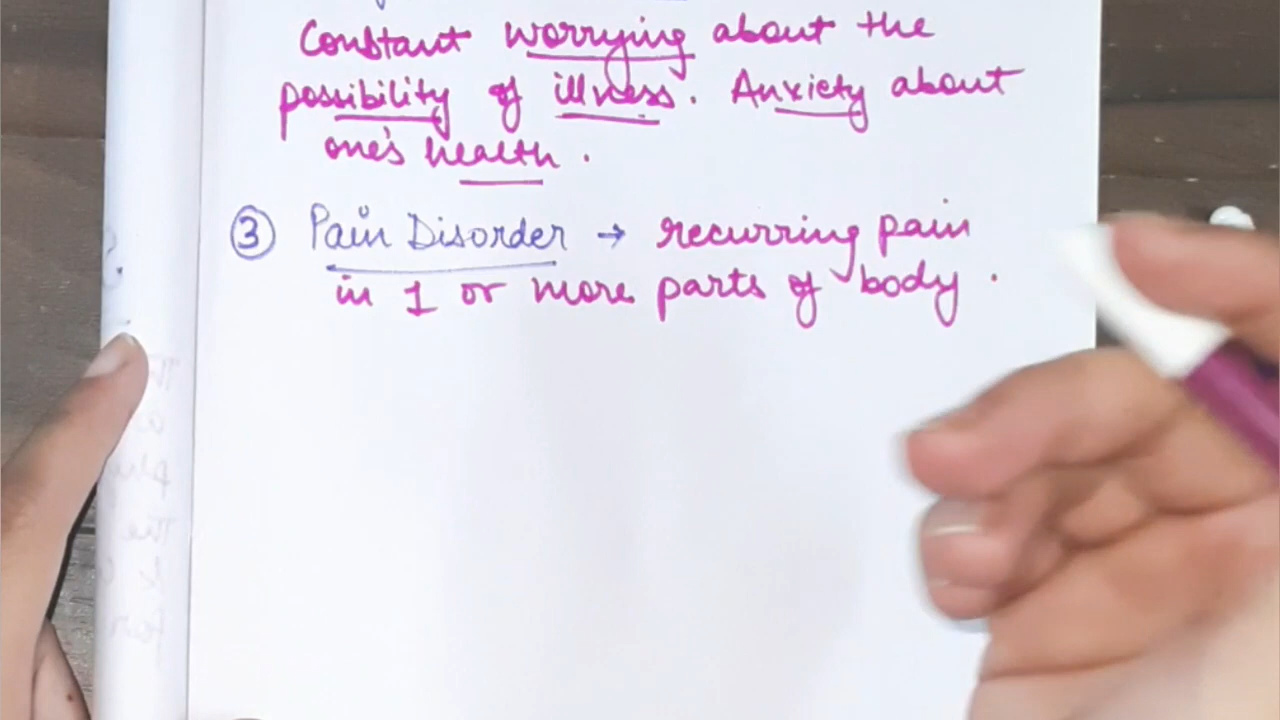 Constant worrying about the
possibility of illness. Anxiety about
one's health.
③ Pain Disorder → recurring pain
in 1 or more parts of body.